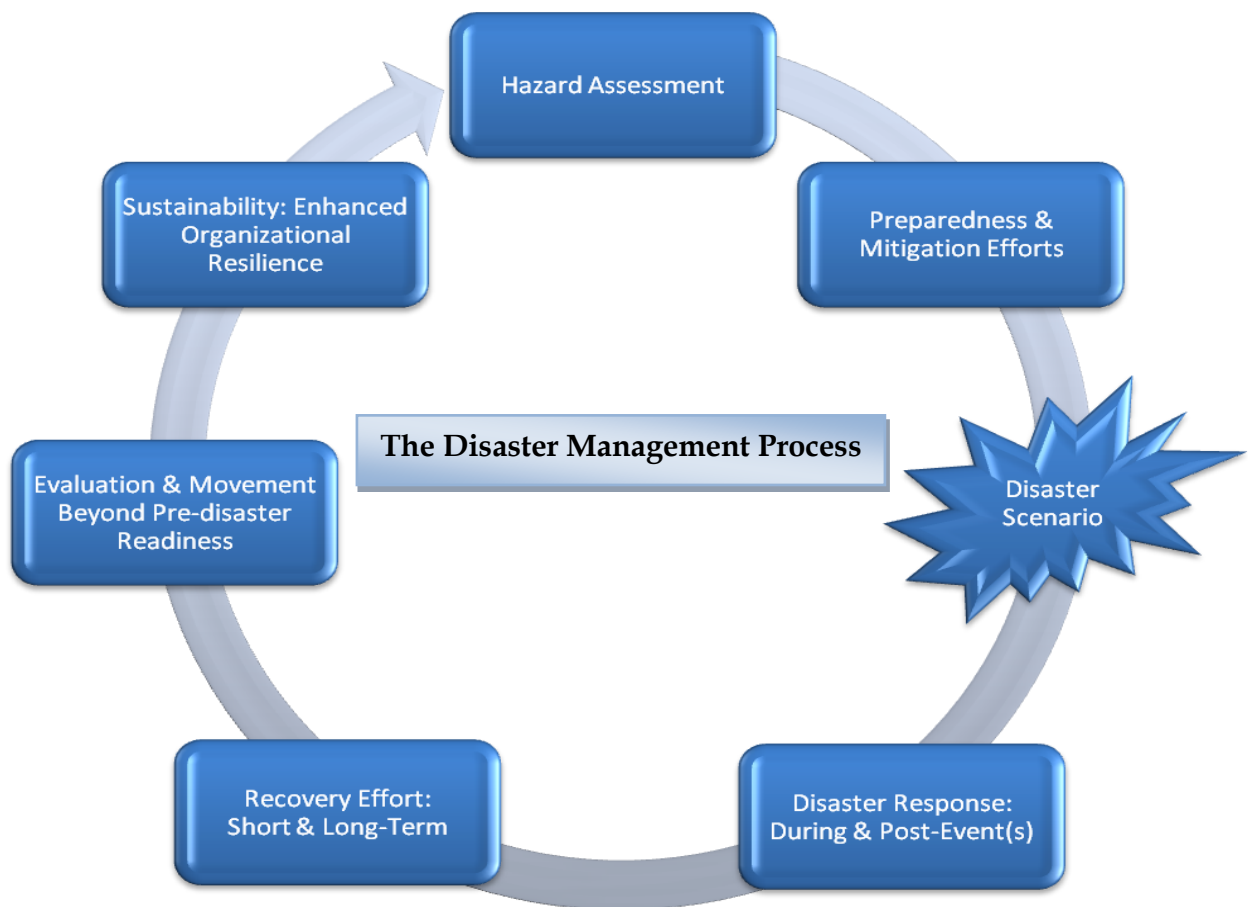 Hazard Assessment
Preparedness &
Mitigation Efforts
Disaster
Scenario
Disaster Response:
During & Post-Event(s)
Recovery Effort:
Short & Long-Term
Evaluation & Movement
Beyond Pre-disaster
Readiness
Sustainability: Enhanced
Organizational
Resilience
The Disaster Management Process